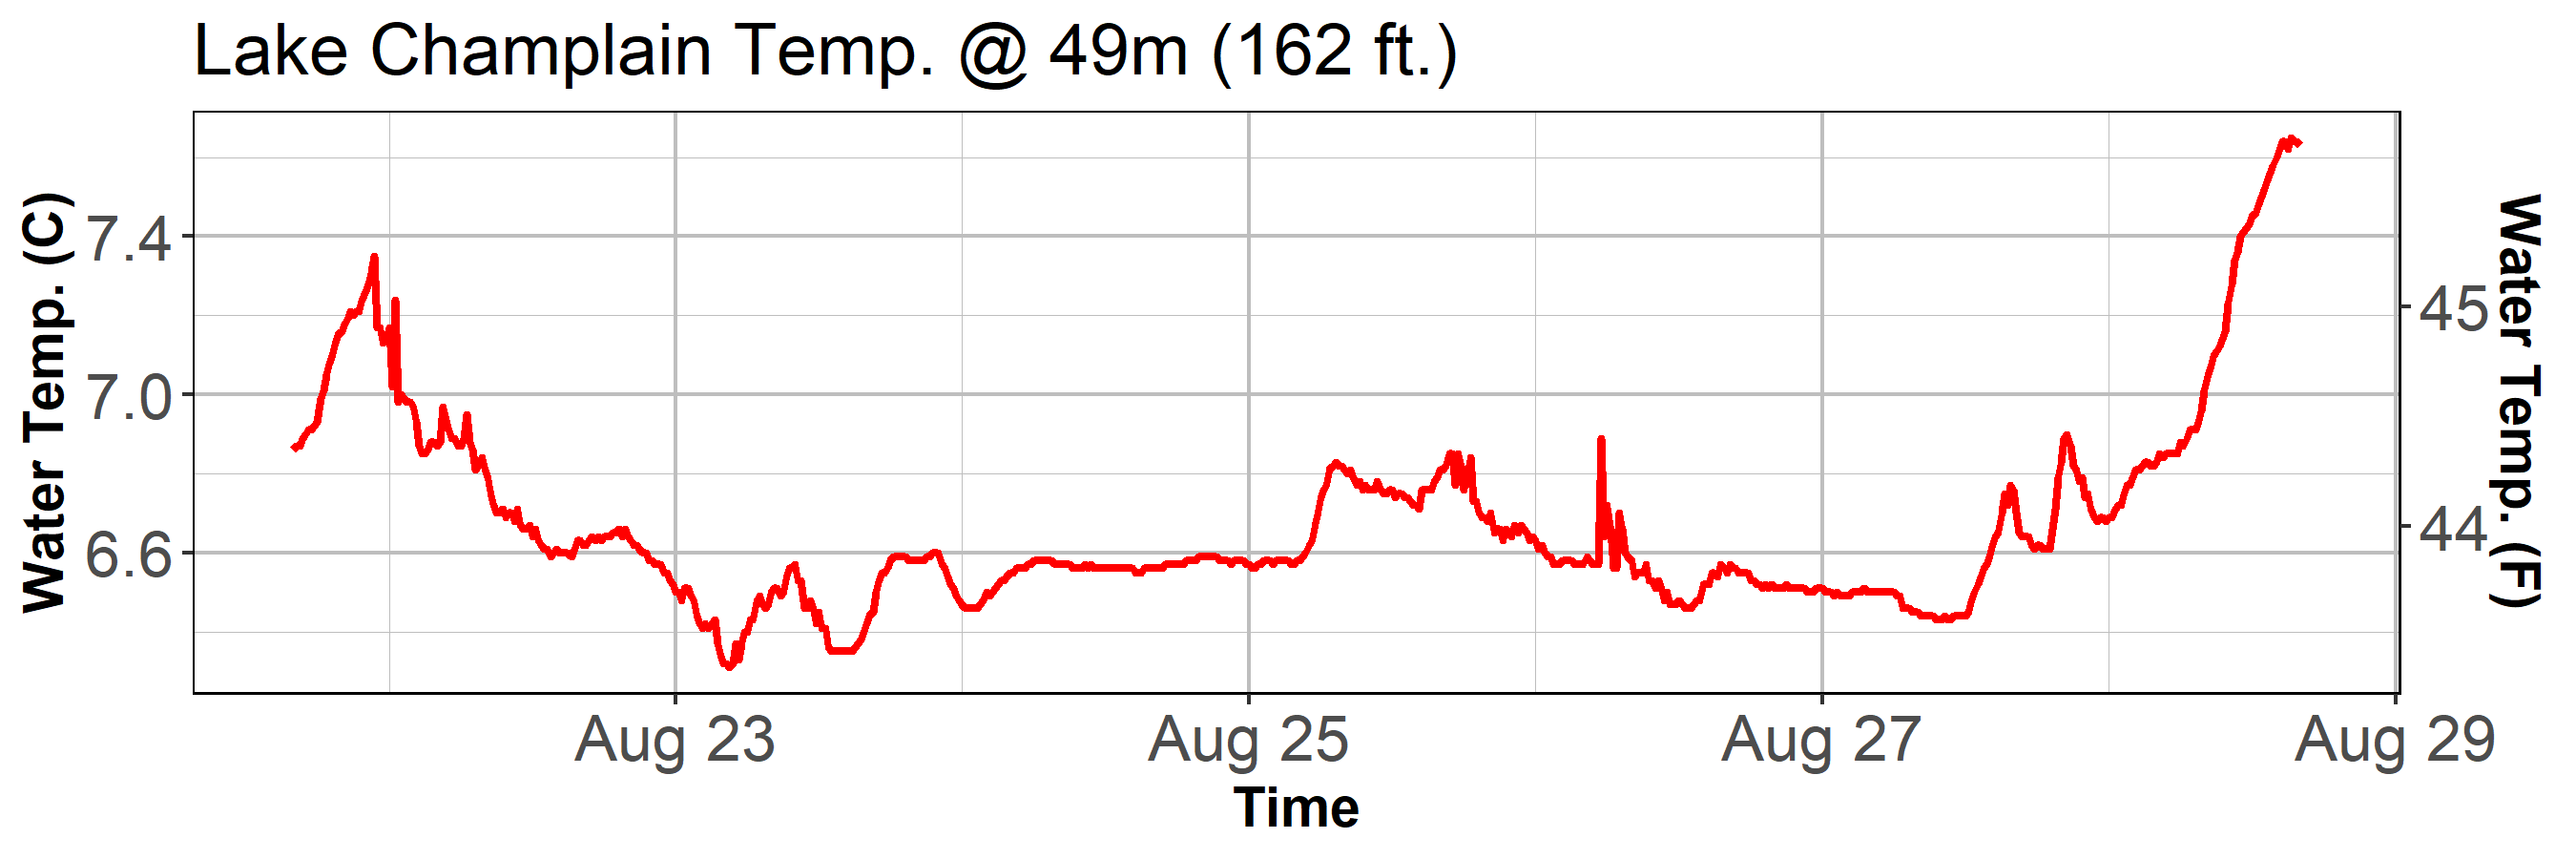 Lake Champlain Temp. @ 49m (162 ft.)
Water Temp. (C)
7.4
7.0
6.6
45
44
Water Temp. (F)
Aug 23
Aug 25
Aug 27
Aug 29
Time